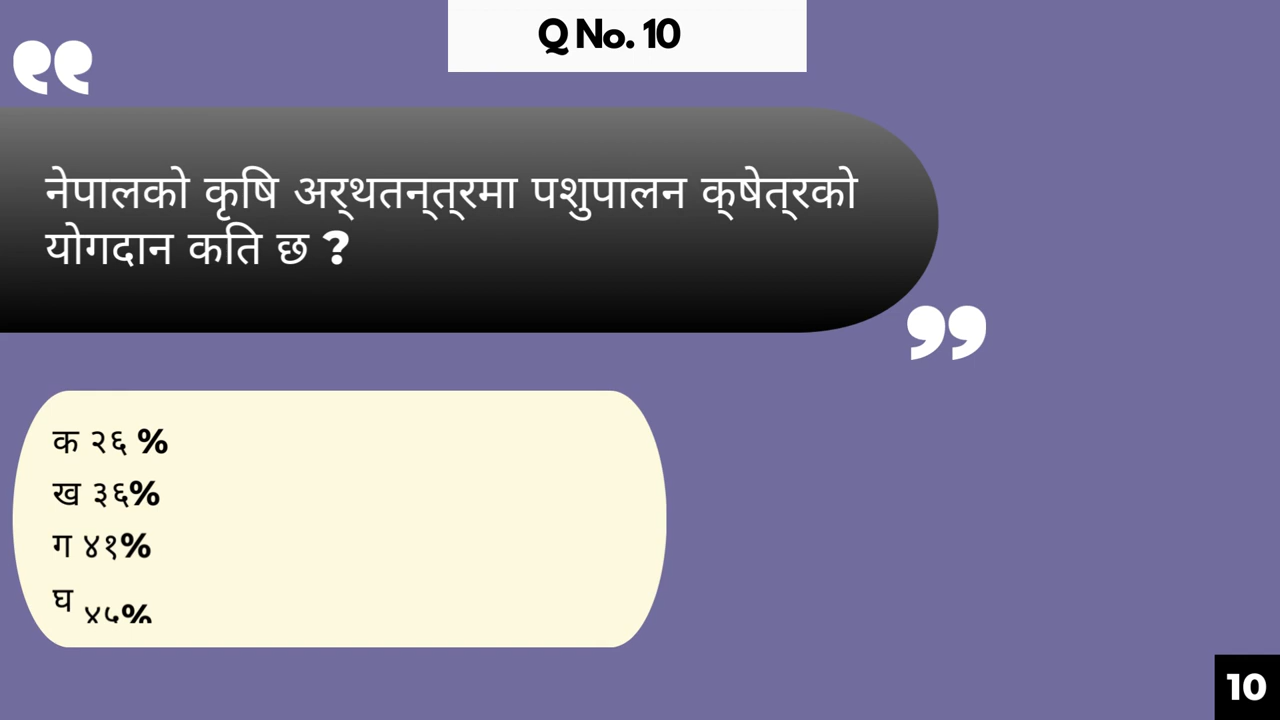 Q No. 10
“
नेपालको कृषि अर्थतन्त्रमा पशुपालन क्षेत्रको
योगदान कति छ ?
”
क २६ %
ख ३६%
ग ४१%
घ ४५%
10